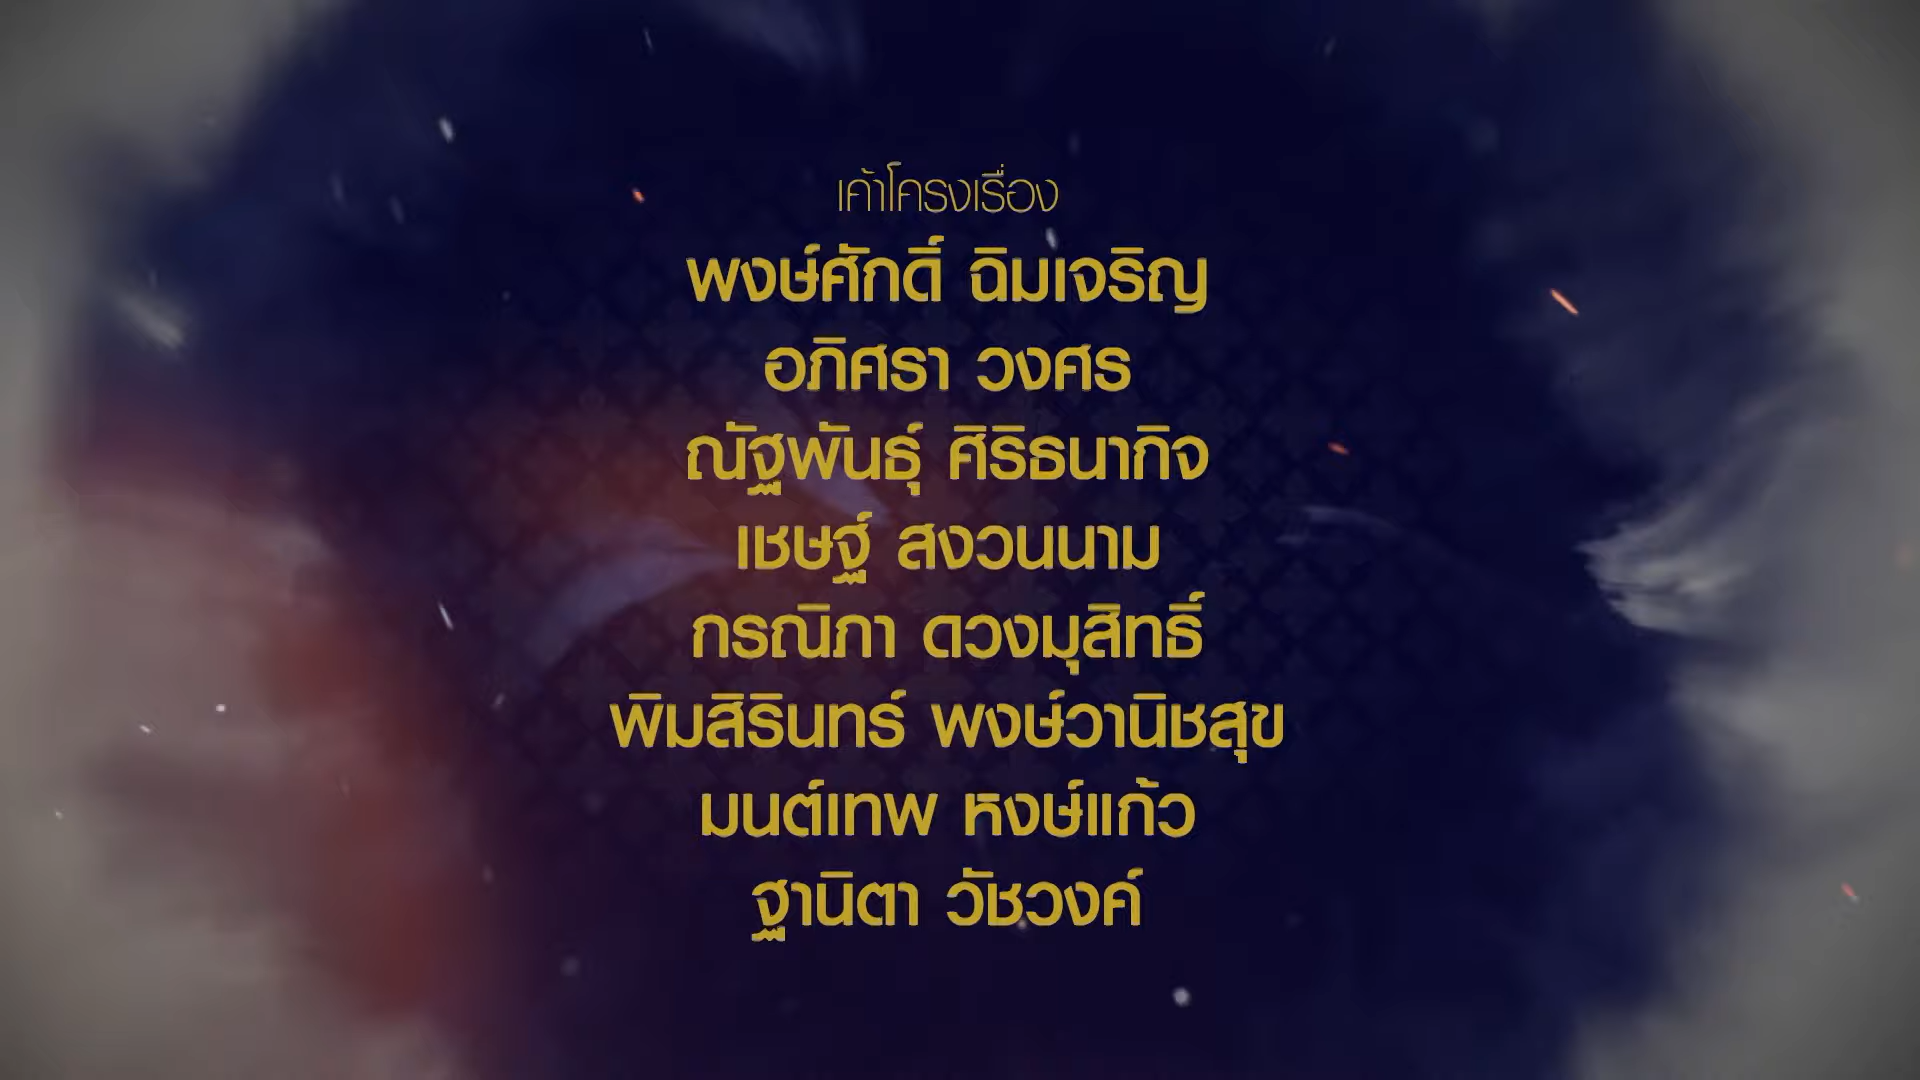 เค้าโครงเรื่อง
พงษ์ศักดิ์ ฉิมเจริญ
อภิศรา วงศร
ณัฐพันธุ์ ศิริธนากิจ
เชษฐ์ สงวนนาม
กรณิภา ดวงมุสิทธิ์
พิมสิรินทร์ พงษ์วานิชสุข
มนต์เทพ หงษ์แก้ว
ฐานิตา วัชวงค์